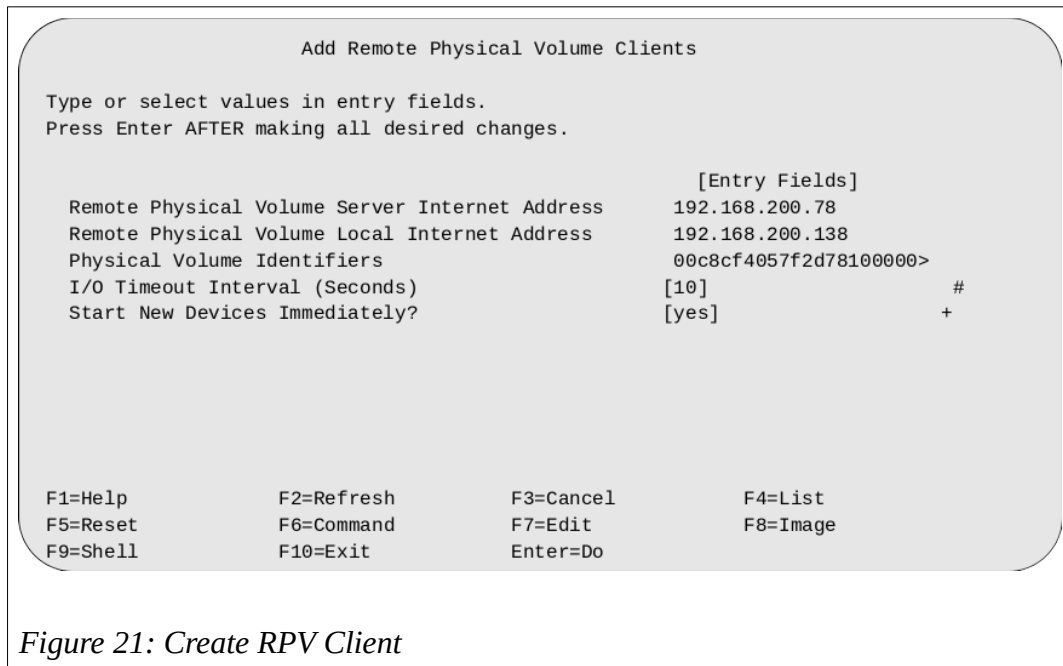 Add Remote Physical Volume Clients
Type or select values in entry fields.
Press Enter AFTER making all desired changes.
[Entry Fields]
Remote Physical Volume Server Internet Address 192.168.200.78
Remote Physical Volume Local Internet Address 192.168.200.138
Physical Volume Identifiers 00c8cf4057f2d78100000>
I/O Timeout Interval (Seconds) [10] #
Start New Devices Immediately? [yes] +
F1=Help F2=Refresh F3=Cancel F4=List
F5=Reset F6=Command F7=Edit F8=Image
F9=Shell F10=Exit Enter=Do
Figure 21: Create RPV Client